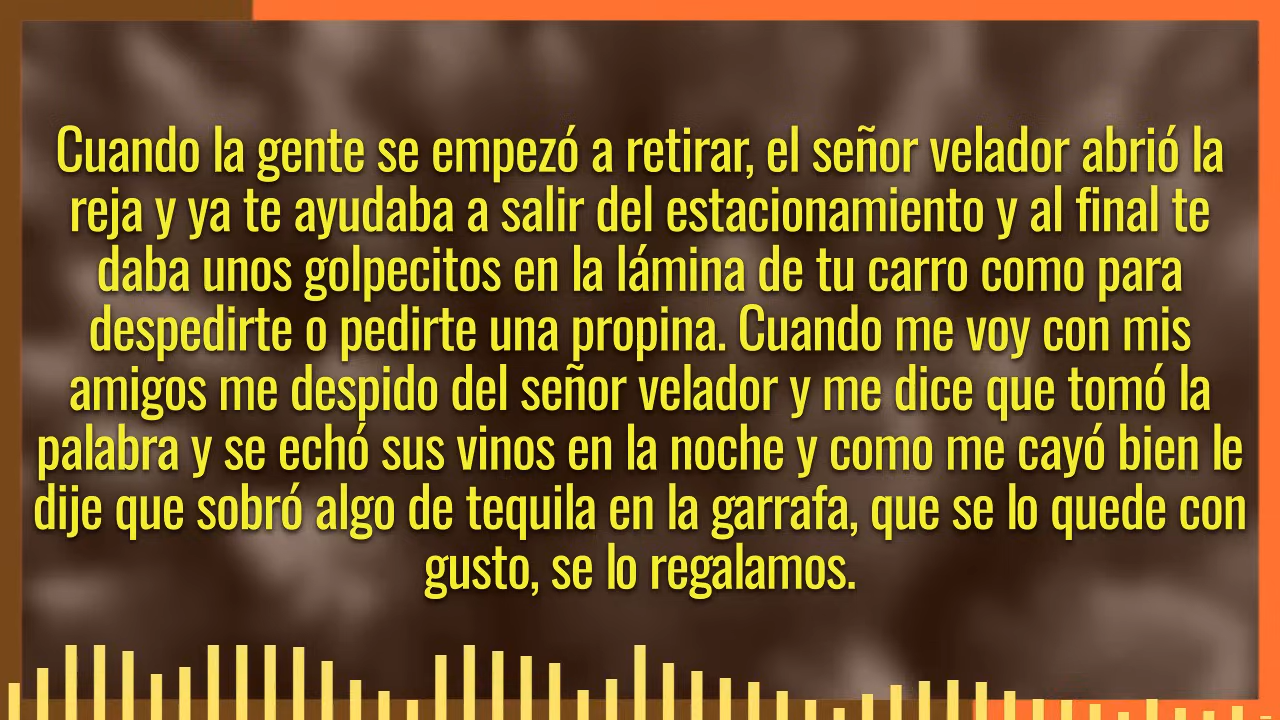 Cuando la gente se empezó a retirar, el señor velador abrió la
reja y ya te ayudaba a salir del estacionamiento y al final te
daba unos golpecitos en la lámina de tu carro como para
despedirte o pedirte una propina. Cuando me voy con mis
amigos me despido del señor velador y me dice que tomó la
palabra y se echó sus vinos en la noche y como me cayó bien le
dije que sobró algo de tequila en la garrafa, que se lo quede con
gusto, se lo regalamos.